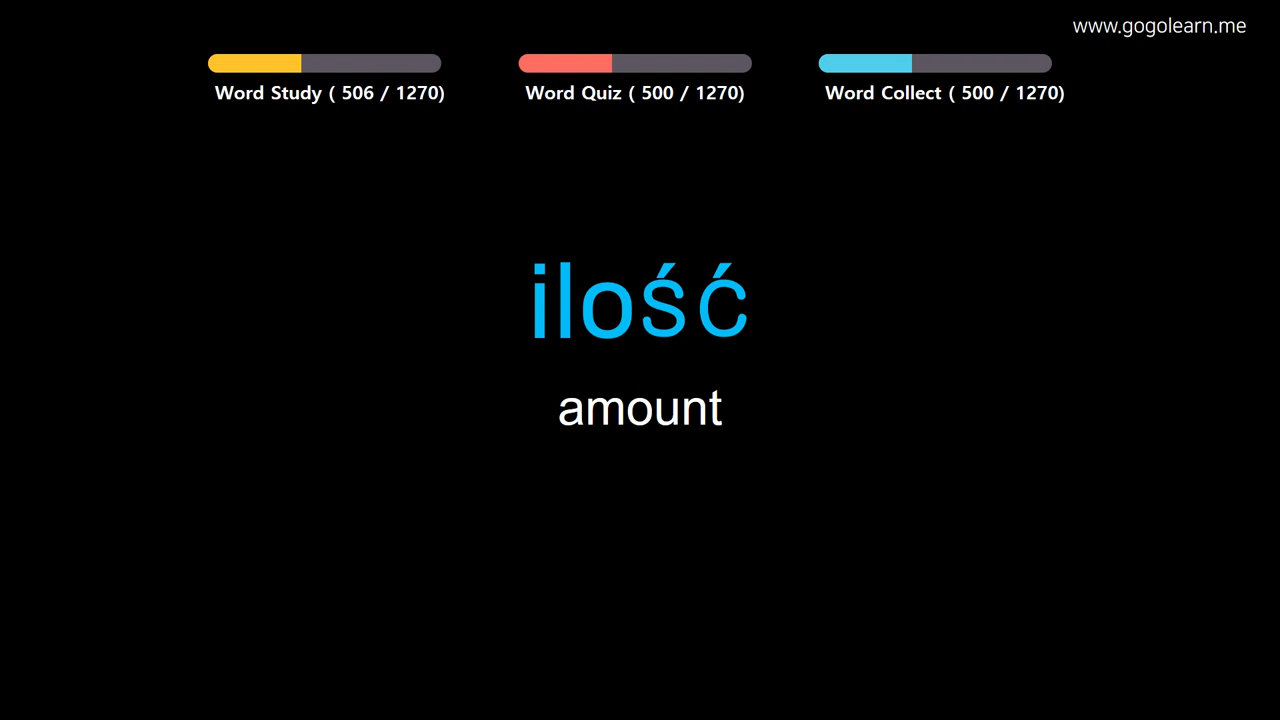 www.gogolearn.me
Word Study ( 506 / 1270)
Word Quiz ( 500 / 1270)
Word Collect ( 500 / 1270)
ilość
amount